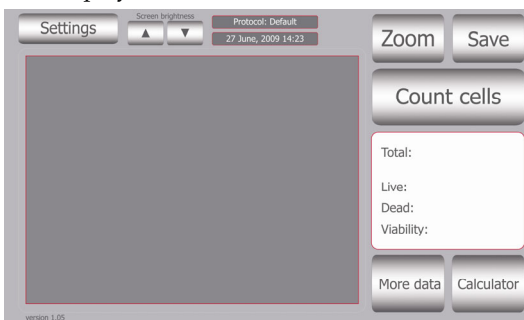 Settings
Screen brightness
Protocol: Default
27 June, 2009 14:23
Zoom
Save
Count cells
Total:
Live:
Dead:
Viability:
More data
Calculator
version 1.05